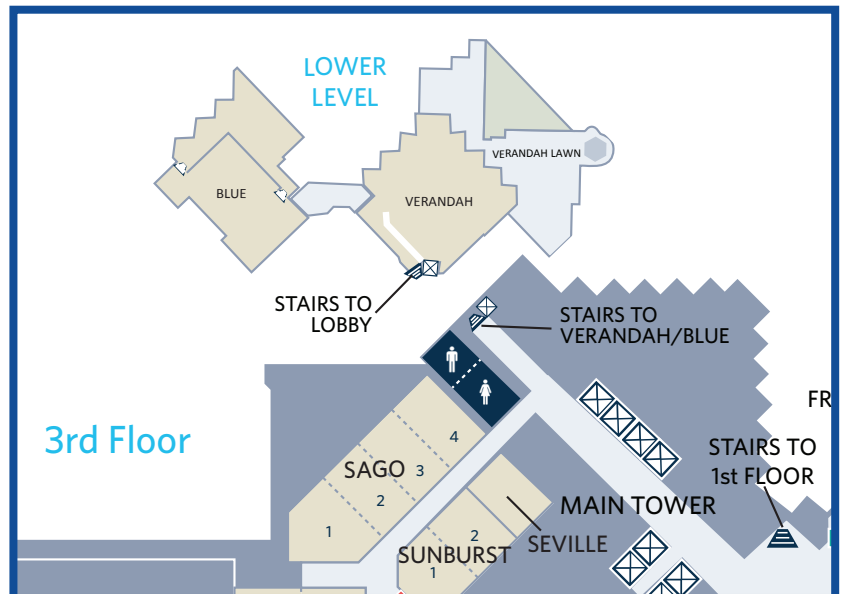 LOWER
LEVEL
VERANDAH LAWN
BLUE
VERANDAH
STAIRS TO
LOBBY
STAIRS TO
VERANDAH/BLUE
FR
3rd Floor
STAIRS TO
1st FLOOR
4
SAGO
3
2
1
MAIN TOWER
SEVILLE
2
SUNBURST
1